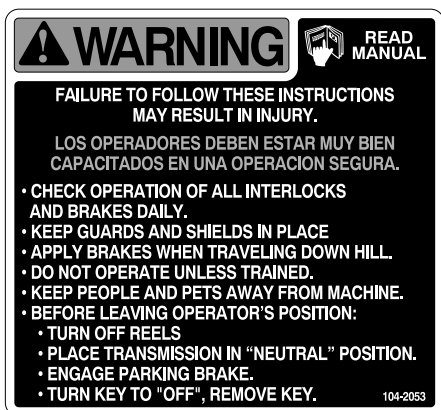 WARNING
READ
MANUAL
FAILURE TO FOLLOW THESE INSTRUCTIONS
MAY RESULT IN INJURY.
LOS OPERADORES DEBEN ESTAR MUY BIEN
CAPACITADOS EN UNA OPERACION SEGURA.
• CHECK OPERATION OF ALL INTERLOCKS
AND BRAKES DAILY.
• KEEP GUARDS AND SHIELDS IN PLACE
• APPLY BRAKES WHEN TRAVELING DOWN HILL.
• DO NOT OPERATE UNLESS TRAINED.
• KEEP PEOPLE AND PETS AWAY FROM MACHINE.
• BEFORE LEAVING OPERATOR'S POSITION:
• TURN OFF REELS
• PLACE TRANSMISSION IN “NEUTRAL” POSITION.
• ENGAGE PARKING BRAKE.
• TURN KEY TO "OFF", REMOVE KEY.
104-2053